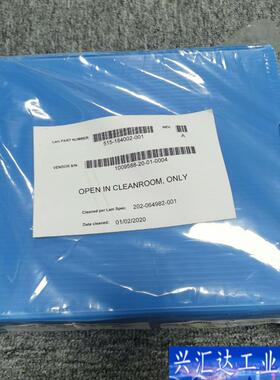 LAM PART NUMBER:
515-184002-001
REV:
A
VENDOR S/N:
1009588-20-01-0004
OPEN IN CLEANROOM, ONLY
Cleaned per Lam Spec: 202-064982-001
Date cleaned: 01/02/2020
兴汇达工业